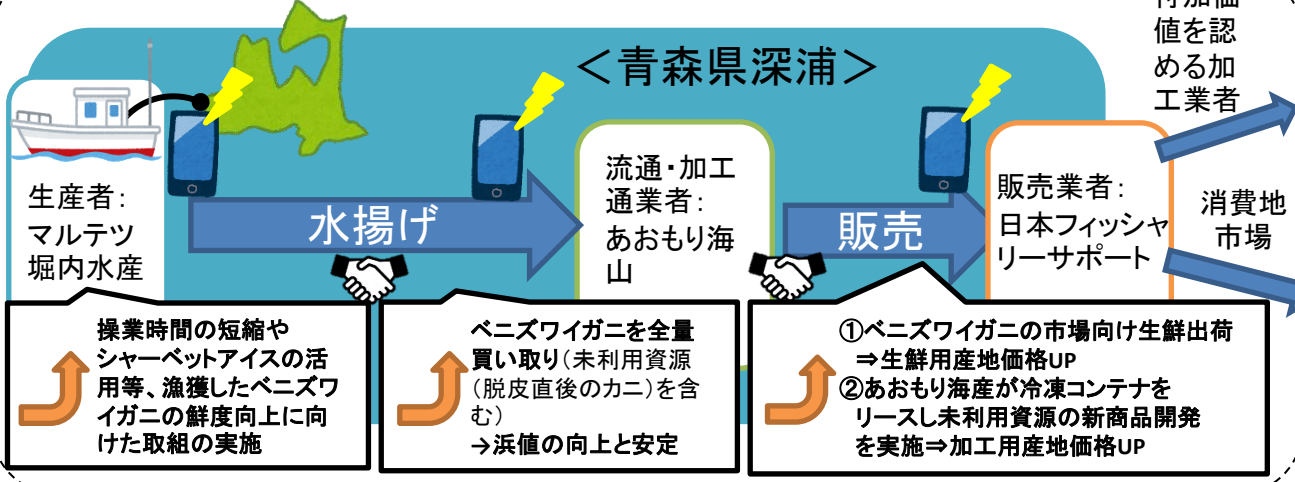 付加価
値を認
める加
工業者
＜青森県深浦＞
生産者：
マルテツ
堀内水産
水揚げ
流通・加工
通業者：
あおもり海
山
販売
販売業者：
日本フィッシャ
リーサポート
消費地
市場
操業時間の短縮や
シャーベットアイスの活
用等、漁獲したベニズワ
イガニの鮮度向上に向
けた取組の実施
ベニズワイガニを全量
買い取り（未利用資源
（脱皮直後のカニ）を含
む）
→浜値の向上と安定
①ベニズワイガニの市場向け生鮮出荷
⇒生鮮用産地価格UP
②あおもり海産が冷凍コンテナを
リースし未利用資源の新商品開発
を実施⇒加工用産地価格UP